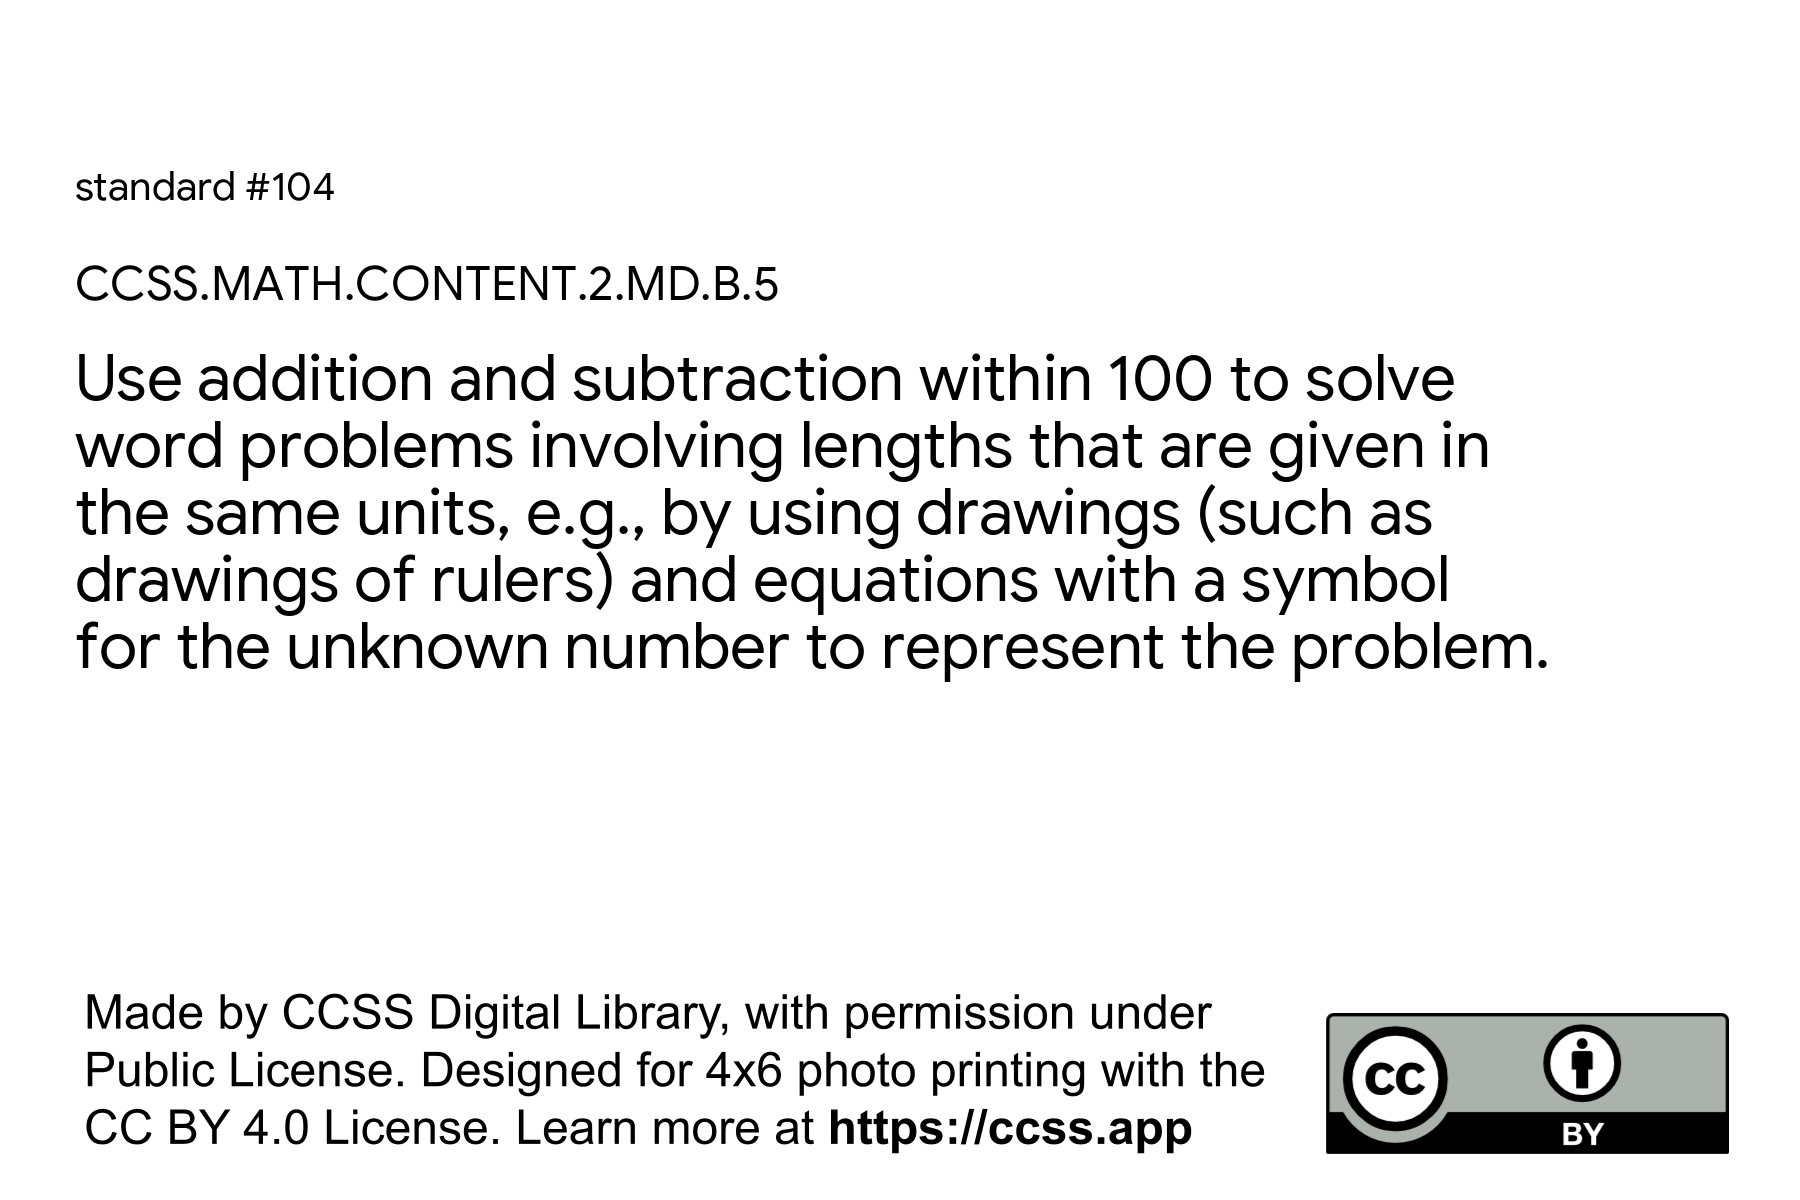 standard #104
CCSS.MATH.CONTENT.2.MD.B.5
Use addition and subtraction within 100 to solve
word problems involving lengths that are given in
the same units, e.g., by using drawings (such as
drawings of rulers) and equations with a symbol
for the unknown number to represent the problem.
Made by CCSS Digital Library, with permission under
Public License. Designed for 4x6 photo printing with the
CC BY 4.0 License. Learn more at https://ccss.app
CC
BY